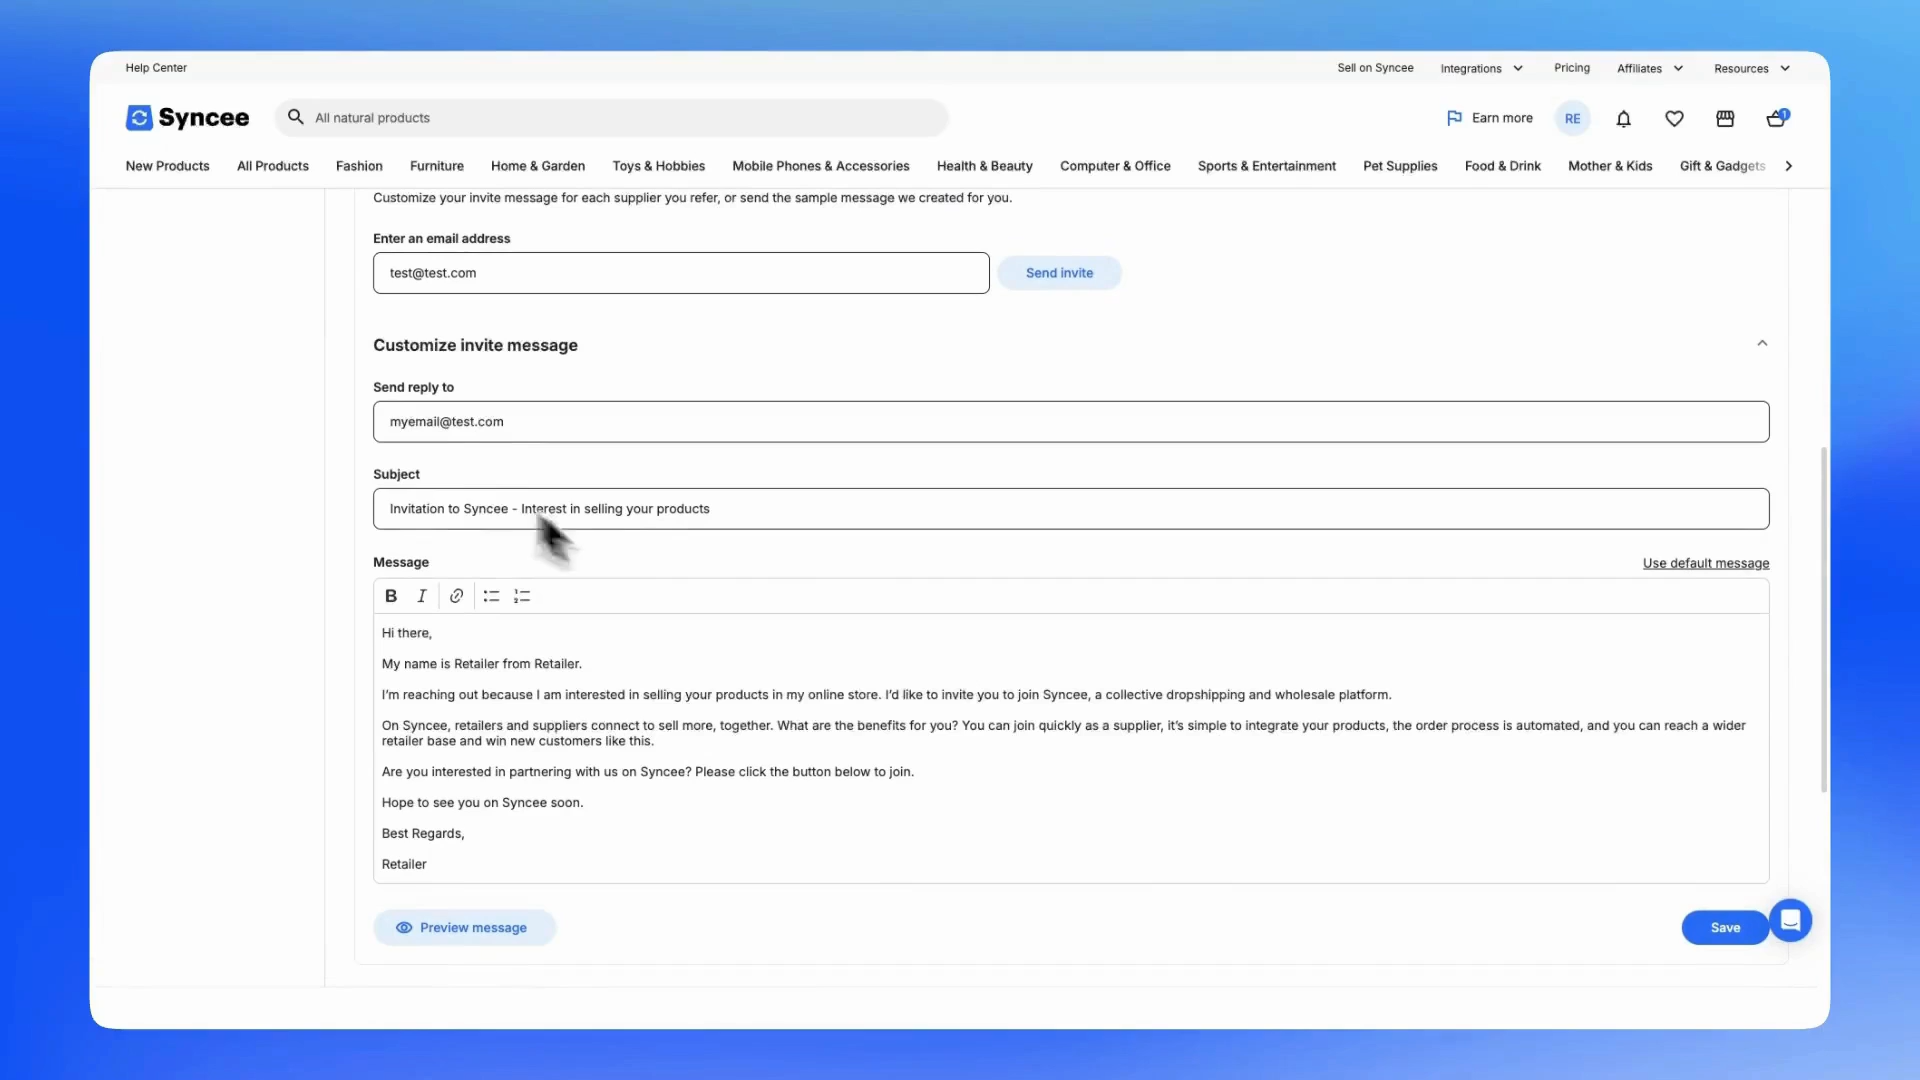 Help Center
Sell on Syncee Integrations Pricing Affiliates Resources
Syncee All natural products Earn more RE 1
New Products All Products Fashion Furniture Home & Garden Toys & Hobbies Mobile Phones & Accessories Health & Beauty Computer & Office Sports & Entertainment Pet Supplies Food & Drink Mother & Kids Gift & Gadgets
Customize your invite message for each supplier you refer, or send the sample message we created for you.
Enter an email address
test@test.com Send invite
Customize invite message
Send reply to
myemail@test.com
Subject
Invitation to Syncee - Interest in selling your products
Message Use default message
B I
Hi there,
My name is Retailer from Retailer.
I'm reaching out because I am interested in selling your products in my online store. I'd like to invite you to join Syncee, a collective dropshipping and wholesale platform.
On Syncee, retailers and suppliers connect to sell more, together. What are the benefits for you? You can join quickly as a supplier, it's simple to integrate your products, the order process is automated, and you can reach a wider
retailer base and win new customers like this.
Are you interested in partnering with us on Syncee? Please click the button below to join.
Hope to see you on Syncee soon.
Best Regards,
Retailer
Preview message Save